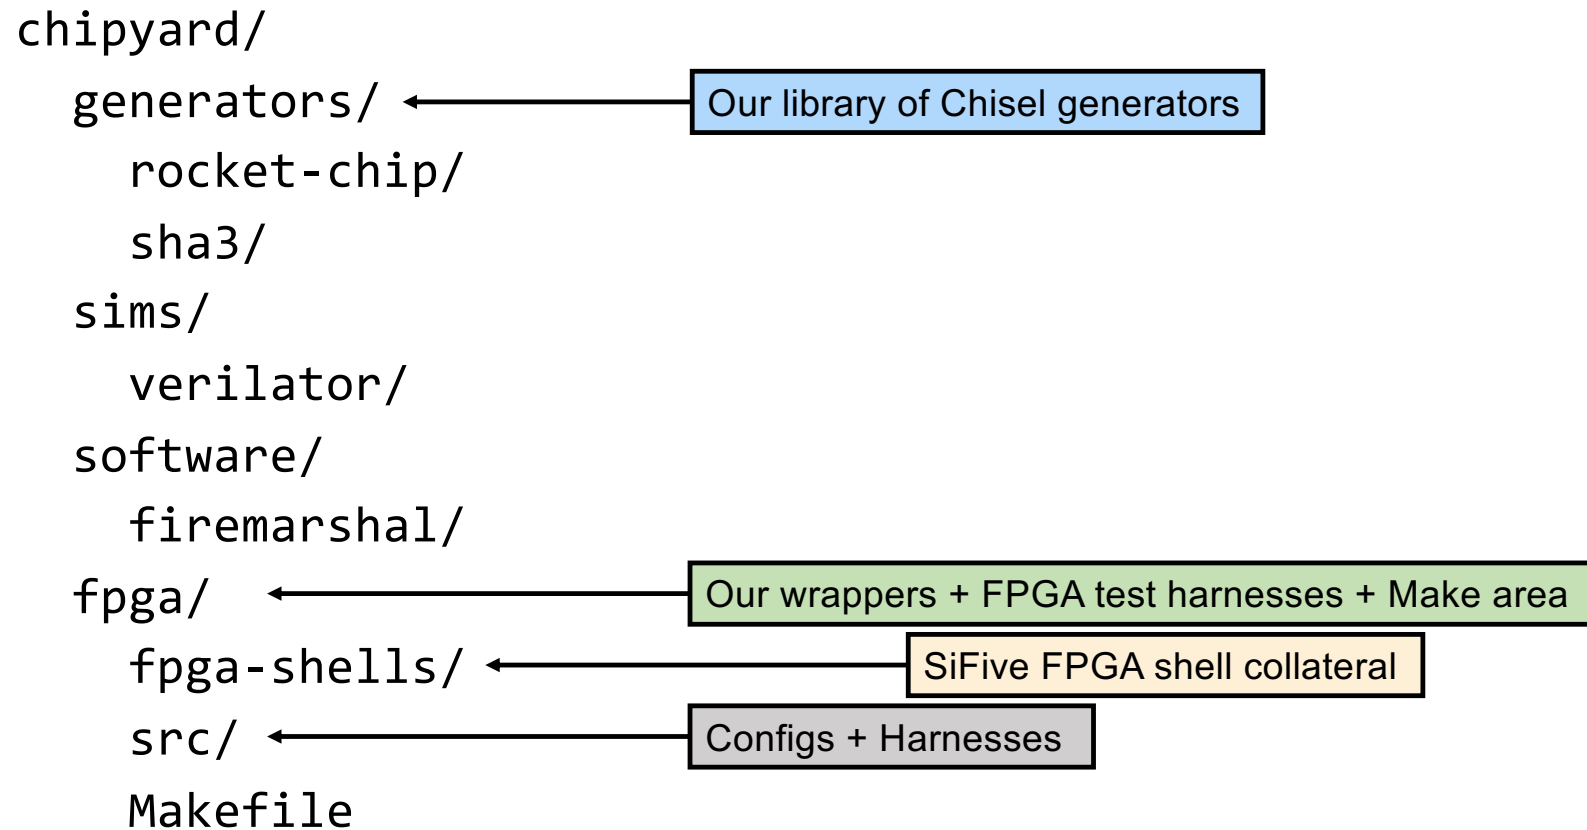 chipyard/
generators/ Our library of Chisel generators
rocket-chip/
sha3/
sims/
verilator/
software/
firemarshal/
fpga/ Our wrappers + FPGA test harnesses + Make area
fpga-shells/ SiFive FPGA shell collateral
src/ Configs + Harnesses
Makefile